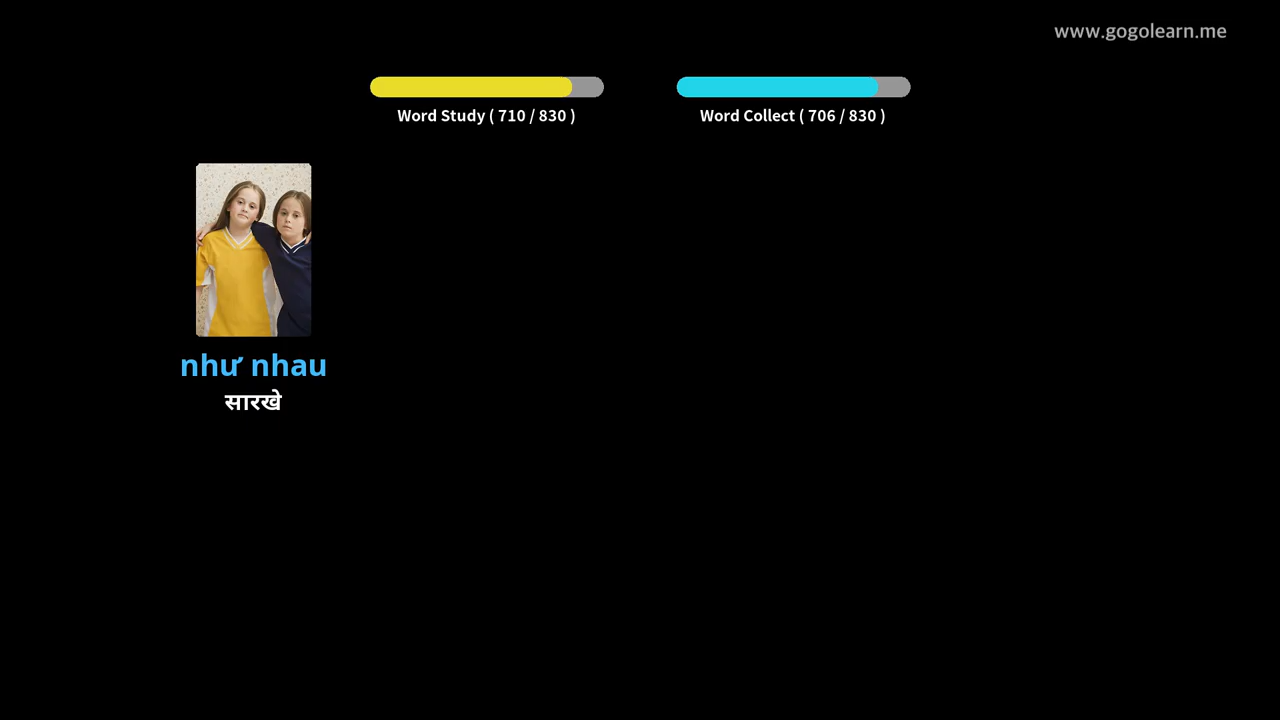 www.gogolearn.me
Word Study ( 710 / 830 )
Word Collect ( 706 / 830 )
như nhau
सारखे